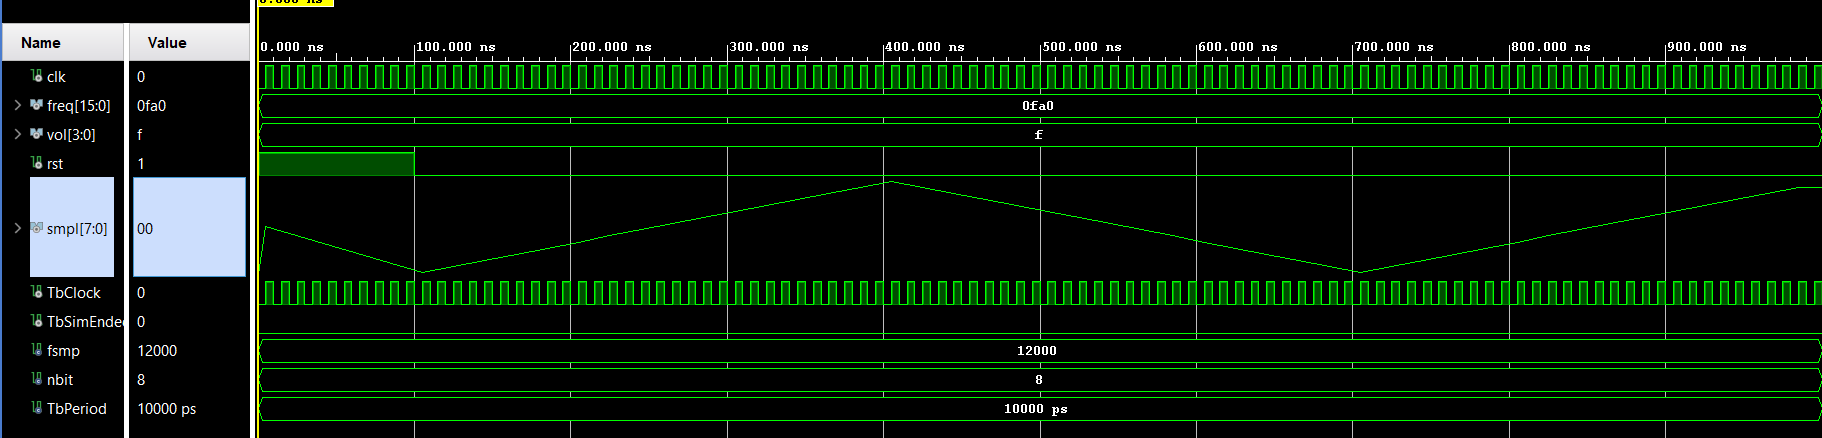 0.000 ns
Name Value
0.000 ns 100.000 ns 200.000 ns 300.000 ns 400.000 ns 500.000 ns 600.000 ns 700.000 ns 800.000 ns 900.000 ns
clk 0
freq[15:0] 0fa0 0fa0
vol[3:0] f f
rst 1
smpl[7:0] 00
TbClock 0
TbSimEnde 0
fsmp 12000 12000
nbit 8 8
TbPeriod 10000 ps 10000 ps